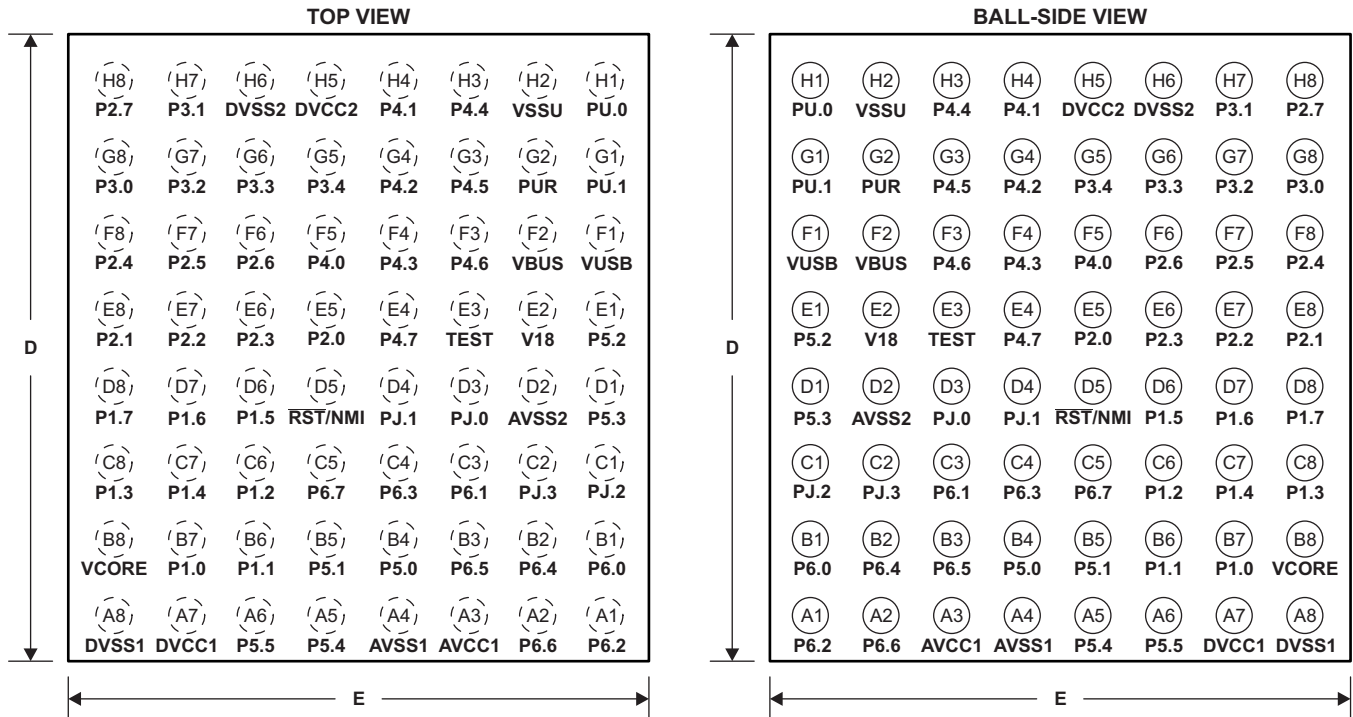 TOP VIEW
H8 H7 H6 H5 H4 H3 H2 H1
P2.7 P3.1 DVSS2 DVCC2 P4.1 P4.4 VSSU PU.0
G8 G7 G6 G5 G4 G3 G2 G1
P3.0 P3.2 P3.3 P3.4 P4.2 P4.5 PUR PU.1
F8 F7 F6 F5 F4 F3 F2 F1
P2.4 P2.5 P2.6 P4.0 P4.3 P4.6 VBUS VUSB
E8 E7 E6 E5 E4 E3 E2 E1
P2.1 P2.2 P2.3 P2.0 P4.7 TEST V18 P5.2
D
D8 D7 D6 D5 D4 D3 D2 D1
P1.7 P1.6 P1.5 RST/NMI PJ.1 PJ.0 AVSS2 P5.3
C8 C7 C6 C5 C4 C3 C2 C1
P1.3 P1.4 P1.2 P6.7 P6.3 P6.1 PJ.3 PJ.2
B8 B7 B6 B5 B4 B3 B2 B1
VCORE P1.0 P1.1 P5.1 P5.0 P6.5 P6.4 P6.0
A8 A7 A6 A5 A4 A3 A2 A1
DVSS1 DVCC1 P5.5 P5.4 AVSS1 AVCC1 P6.6 P6.2
E
BALL-SIDE VIEW
H1 H2 H3 H4 H5 H6 H7 H8
PU.0 VSSU P4.4 P4.1 DVCC2 DVSS2 P3.1 P2.7
G1 G2 G3 G4 G5 G6 G7 G8
PU.1 PUR P4.5 P4.2 P3.4 P3.3 P3.2 P3.0
F1 F2 F3 F4 F5 F6 F7 F8
VUSB VBUS P4.6 P4.3 P4.0 P2.6 P2.5 P2.4
E1 E2 E3 E4 E5 E6 E7 E8
P5.2 V18 TEST P4.7 P2.0 P2.3 P2.2 P2.1
D
D1 D2 D3 D4 D5 D6 D7 D8
P5.3 AVSS2 PJ.0 PJ.1 RST/NMI P1.5 P1.6 P1.7
C1 C2 C3 C4 C5 C6 C7 C8
PJ.2 PJ.3 P6.1 P6.3 P6.7 P1.2 P1.4 P1.3
B1 B2 B3 B4 B5 B6 B7 B8
P6.0 P6.4 P6.5 P5.0 P5.1 P1.1 P1.0 VCORE
A1 A2 A3 A4 A5 A6 A7 A8
P6.2 P6.6 AVCC1 AVSS1 P5.4 P5.5 DVCC1 DVSS1
E